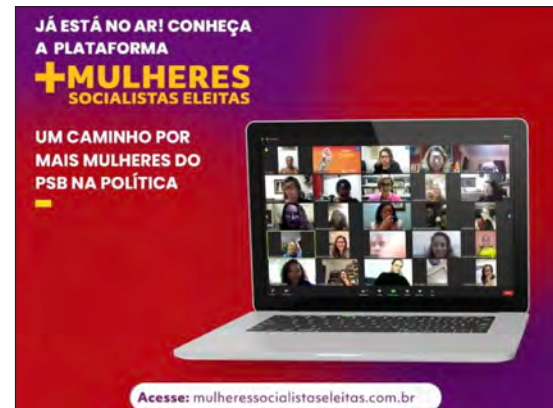 JÁ ESTÁ NO AR! CONHEÇA
A PLATAFORMA
+MULHERES
SOCIALISTAS ELEITAS
UM CAMINHO POR
MAIS MULHERES DO
PSB NA POLÍTICA
Acesse: mulheressocialistaseleitas.com.br